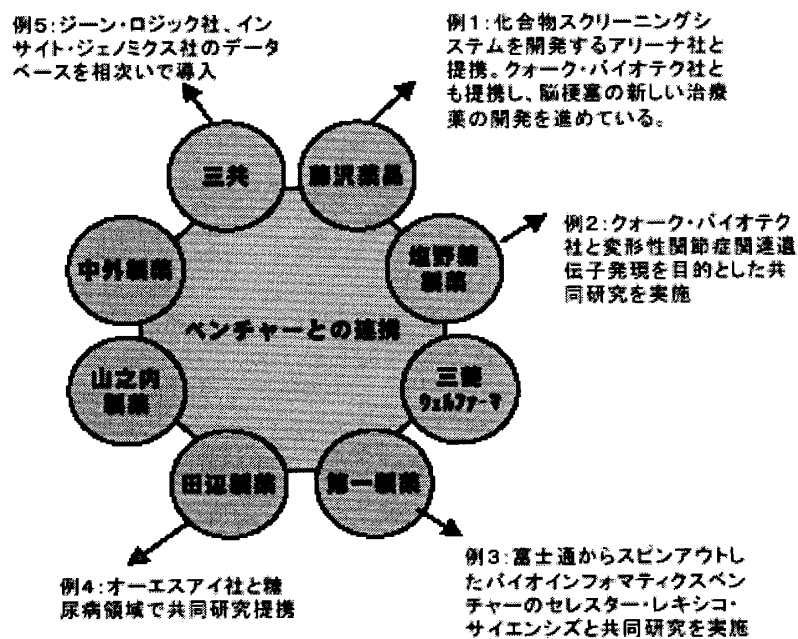 例5:ジーン・ロジック社、イン
サイト・ジェノミクス社のデータ
ベースを相次いで導入
例1:化合物スクリーニングシ
ステムを開発するアリーナ社と
提携。クォーク・バイオテク社と
も提携し、脳梗塞の新しい治療
薬の開発を進めている。
三共
藤沢薬品
中外製薬
塩野義
製薬
例2:クォーク・バイオテク
社と変形性関節症関連遺
伝子発現を目的とした共
同研究を実施
ベンチャーとの連携
山之内
製薬
三菱
ウェルファーマ
田辺製薬
第一製薬
例4:オーエスアイ社と糖
尿病領域で共同研究提携
例3:富士通からスピンアウトし
たバイオインフォマティクスベン
チャーのセレスター・レキシコ・
サイエンシズと共同研究を実施